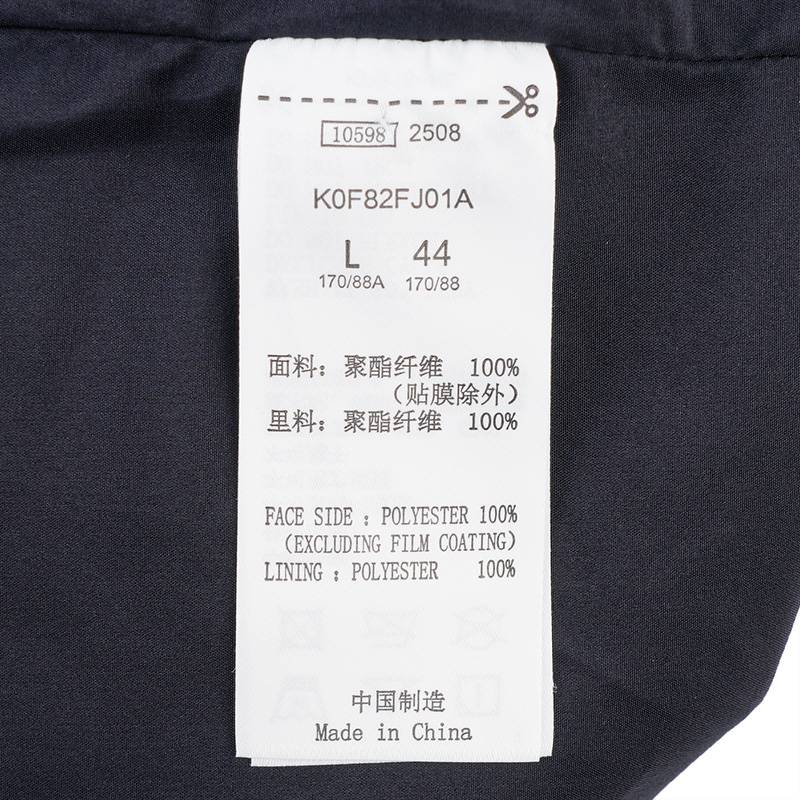 10598 2508
K0F82FJ01A
L 44
170/88A 170/88
面料：聚酯纤维 100%
（贴膜除外）
里料：聚酯纤维 100%
FACE SIDE : POLYESTER 100%
(EXCLUDING FILM COATING)
LINING : POLYESTER 100%
中国制造
Made in China